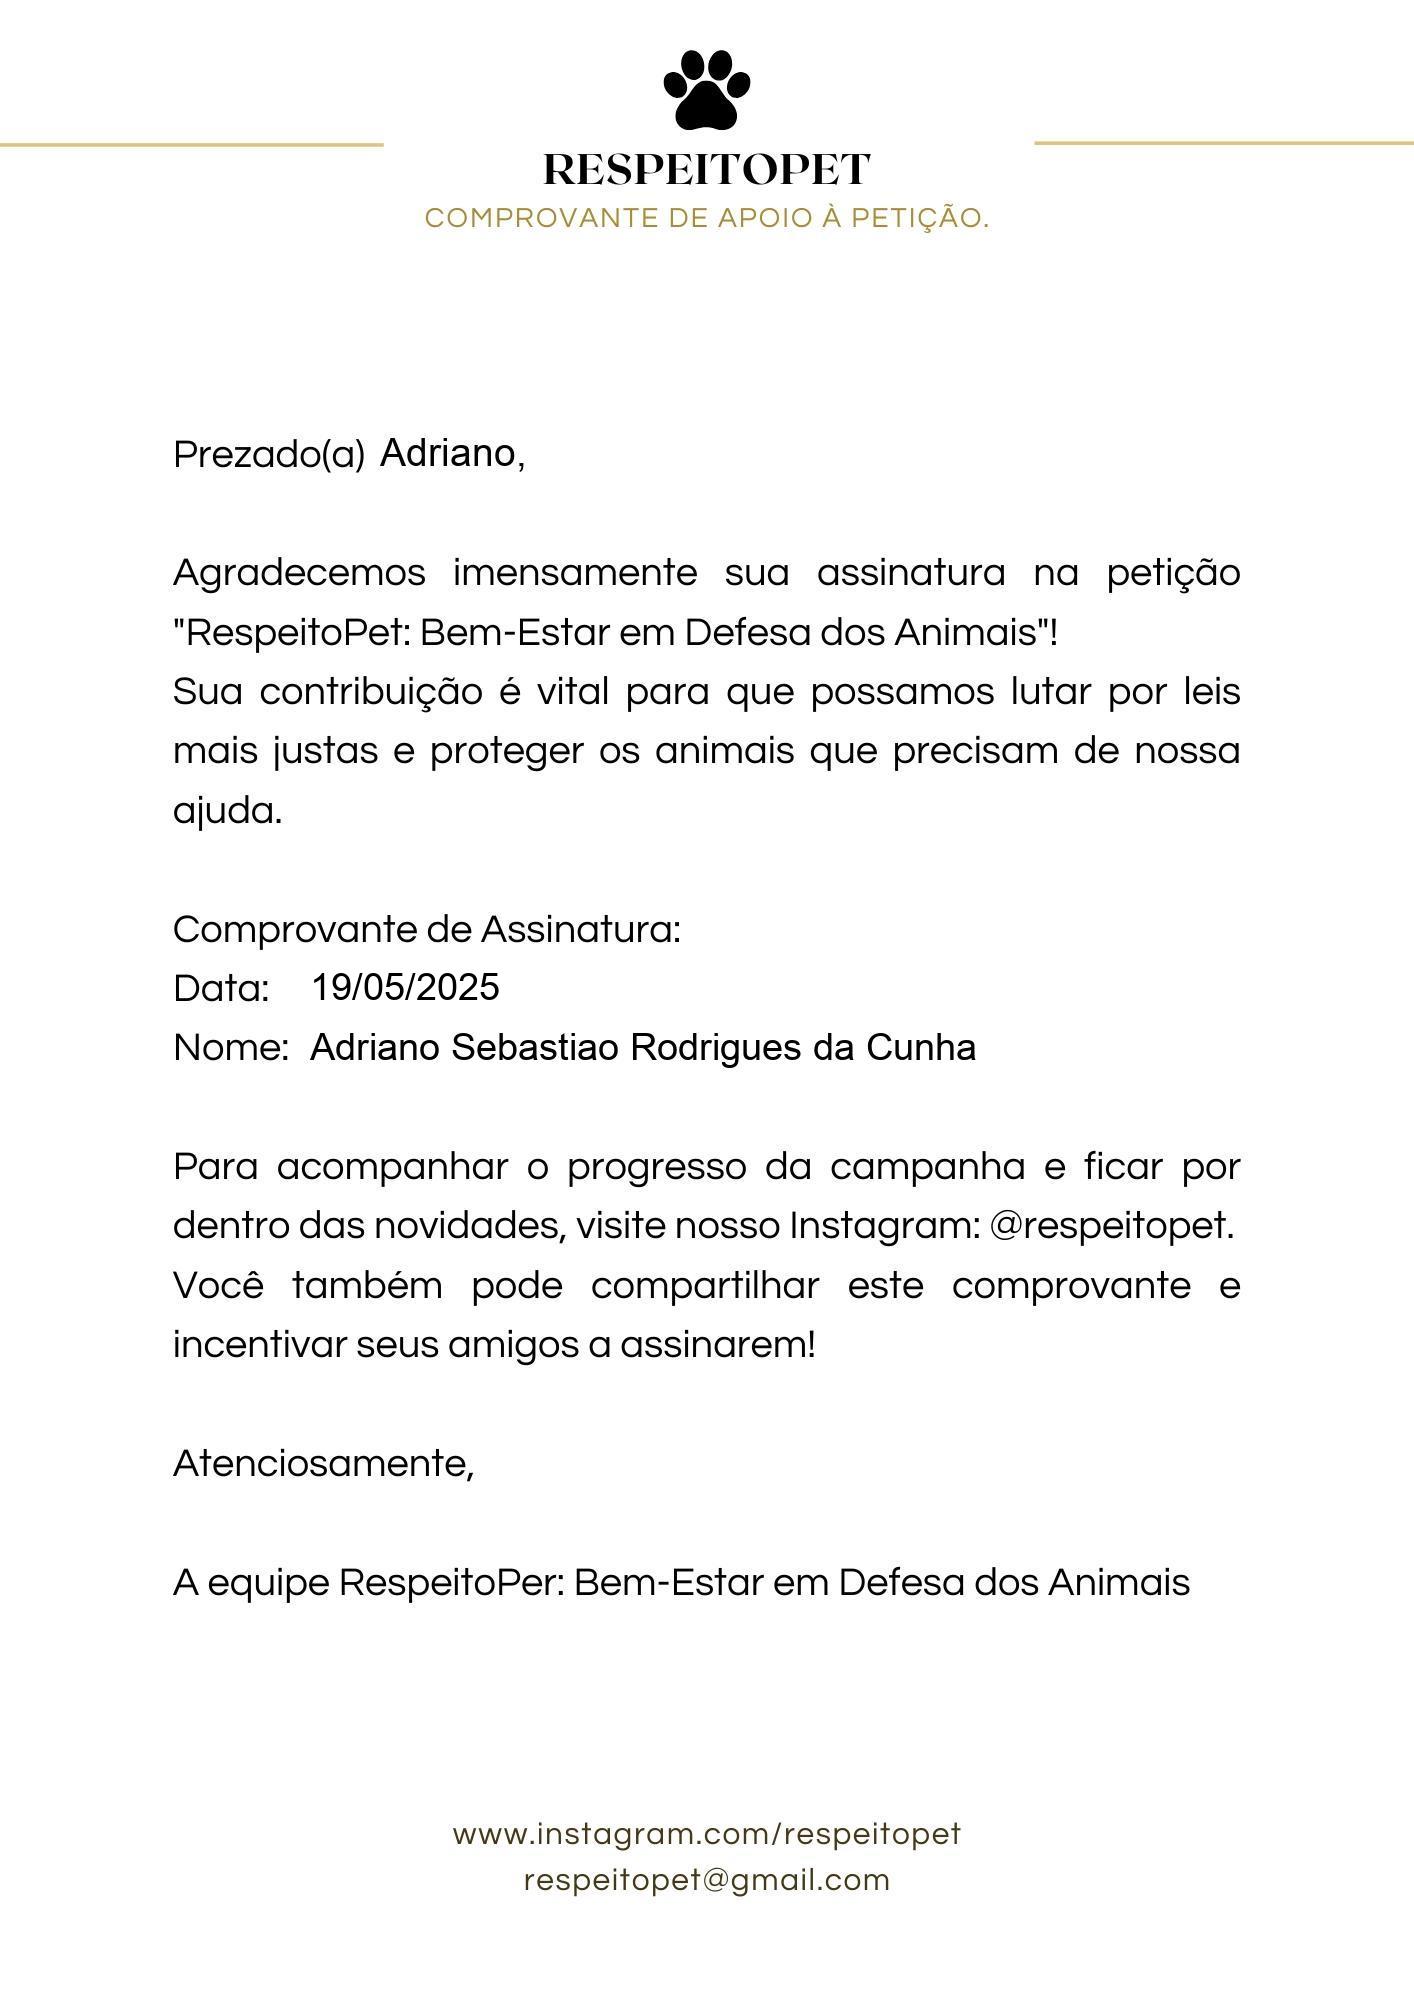 RESPEITOPET
COMPROVANTE DE APOIO À PETIÇÃO.
Prezado(a) Adriano,
Agradecemos imensamente sua assinatura na petição
"RespeitoPet: Bem-Estar em Defesa dos Animais"!
Sua contribuição é vital para que possamos lutar por leis
mais justas e proteger os animais que precisam de nossa
ajuda.
Comprovante de Assinatura:
Data: 19/05/2025
Nome: Adriano Sebastiao Rodrigues da Cunha
Para acompanhar o progresso da campanha e ficar por
dentro das novidades, visite nosso Instagram: @respeitopet.
Você também pode compartilhar este comprovante e
incentivar seus amigos a assinarem!
Atenciosamente,
A equipe RespeitoPer: Bem-Estar em Defesa dos Animais
www.instagram.com/respeitopet
respeitopet@gmail.com